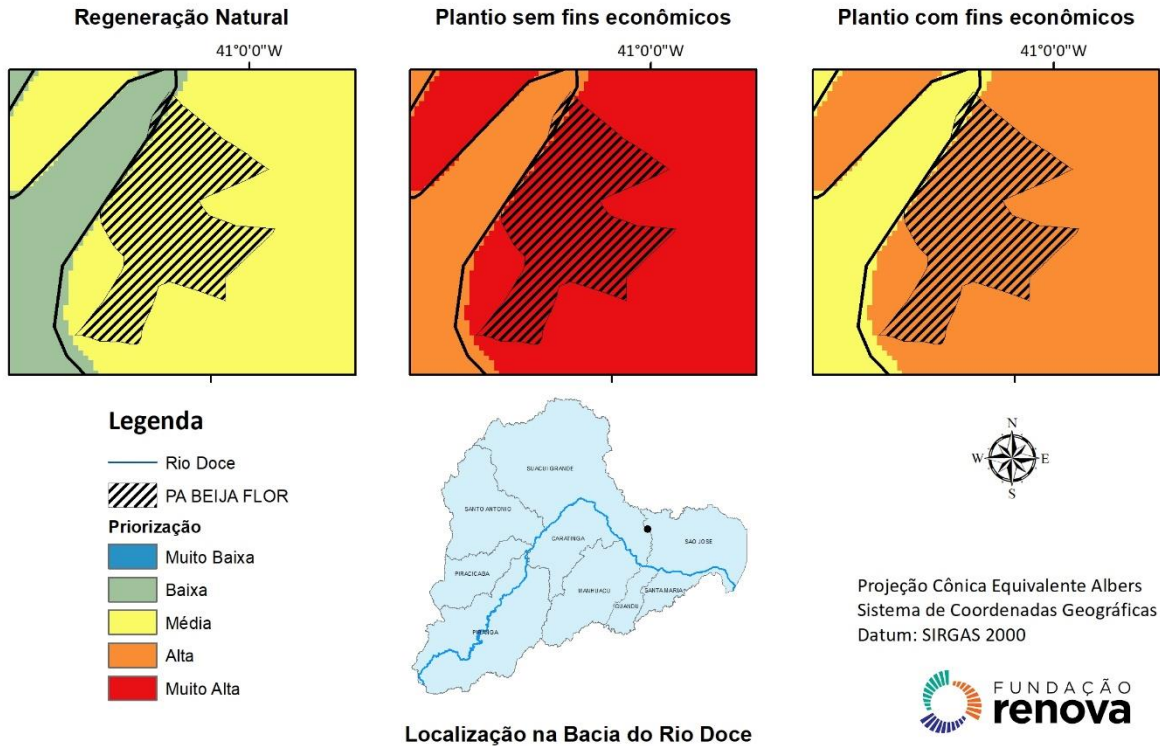 Regeneração Natural
Plantio sem fins econômicos
Plantio com fins econômicos
41°0'0"W
41°0'0"W
41°0'0"W
Legenda
Rio Doce
PA BEIJA FLOR
Priorização
Muito Baixa
Baixa
Média
Alta
Muito Alta
SUACUI GRANDE
SANTO ANTONIO
CARATINGA
SAO JOSE
PIRACICABA
MANHUACU
GUANDU
SANTA MARIA
PIRANGA
Localização na Bacia do Rio Doce
N
W
E
S
Projeção Cônica Equivalente Albers
Sistema de Coordenadas Geográficas
Datum: SIRGAS 2000
FUNDAÇÃO
renova